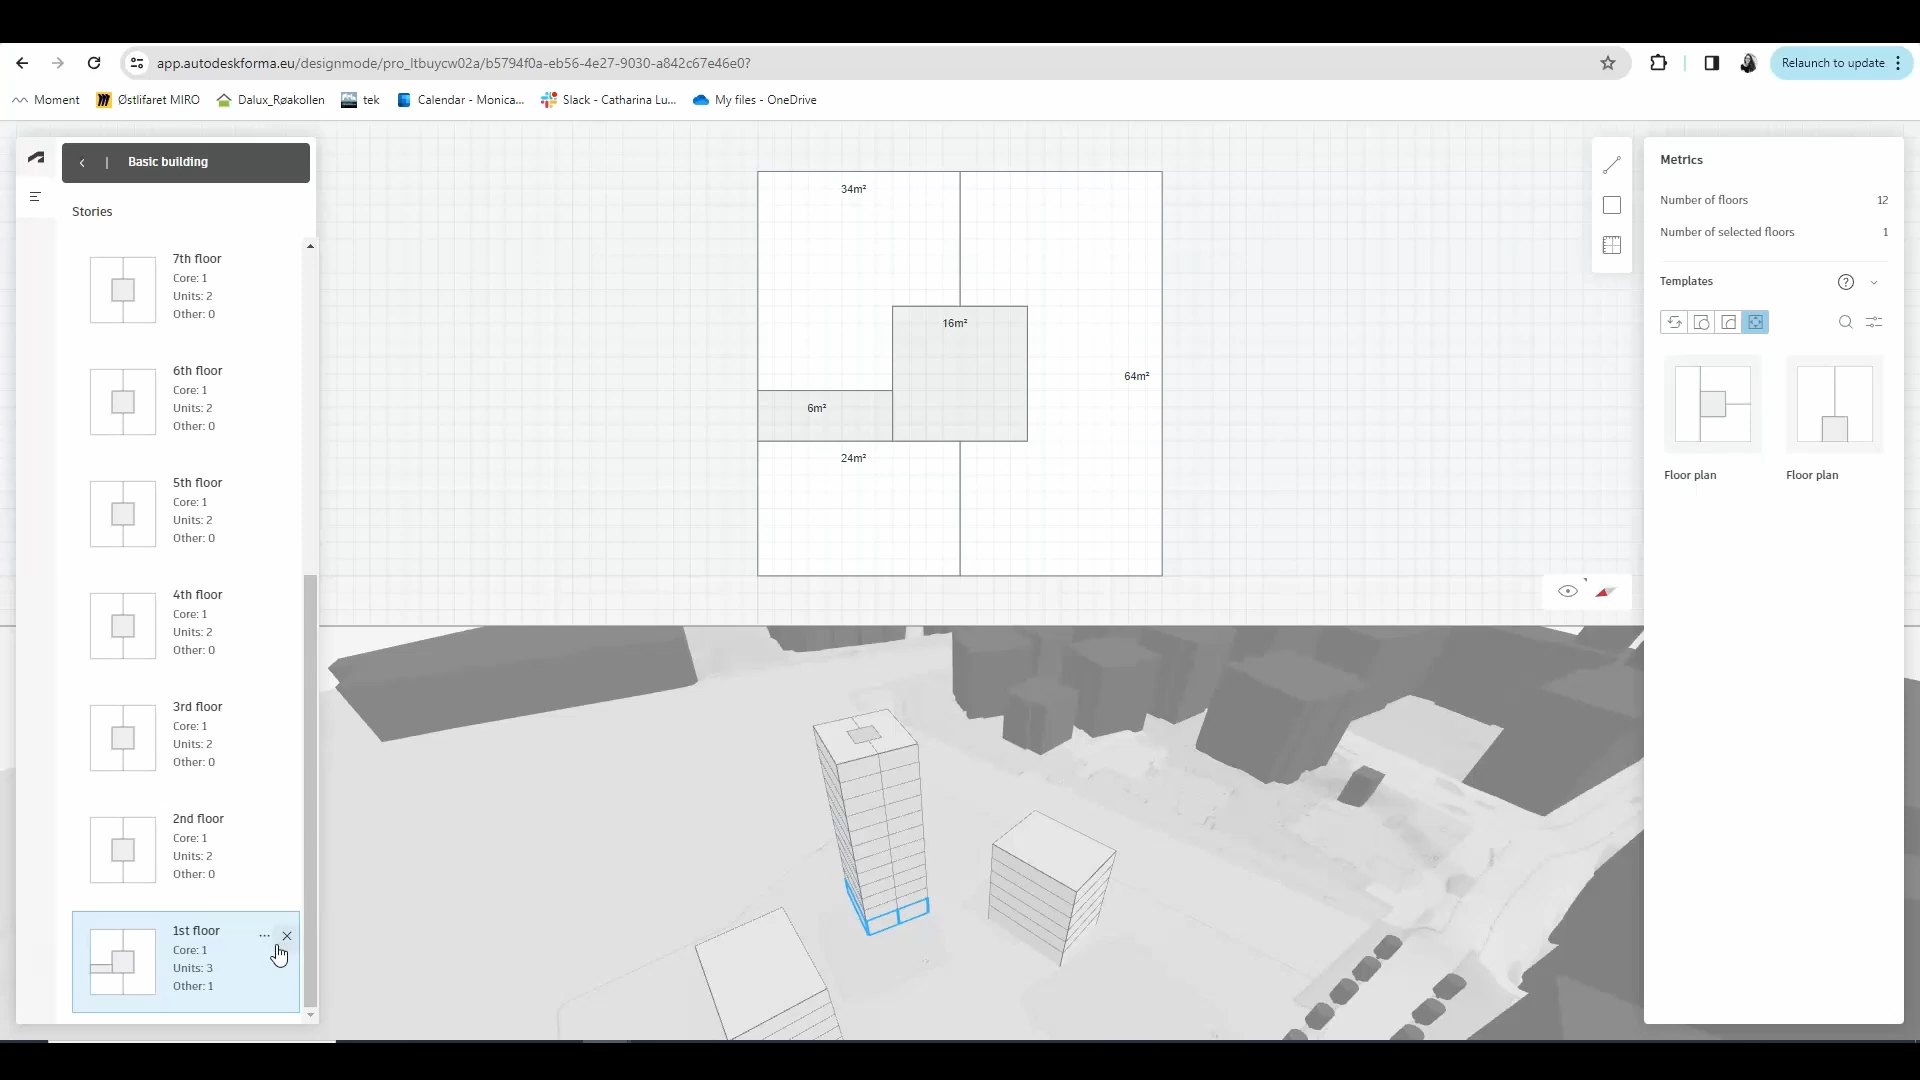 app.autodeskforma.eu/designmode/pro_ltbuycw02a/b5794f0a-eb56-4e27-9030-a842c67e46e0?
Relaunch to update
Moment
Østlifaret MIRO
Dalux_Røakollen
tek
Calendar - Monica...
Slack - Catharina Lu...
My files - OneDrive
Basic building
Stories
7th floor
Core: 1
Units: 2
Other: 0
6th floor
Core: 1
Units: 2
Other: 0
5th floor
Core: 1
Units: 2
Other: 0
4th floor
Core: 1
Units: 2
Other: 0
3rd floor
Core: 1
Units: 2
Other: 0
2nd floor
Core: 1
Units: 2
Other: 0
1st floor
Core: 1
Units: 3
Other: 1
34m²
16m²
64m²
6m²
24m²
Metrics
Number of floors 12
Number of selected floors 1
Templates
Floor plan
Floor plan